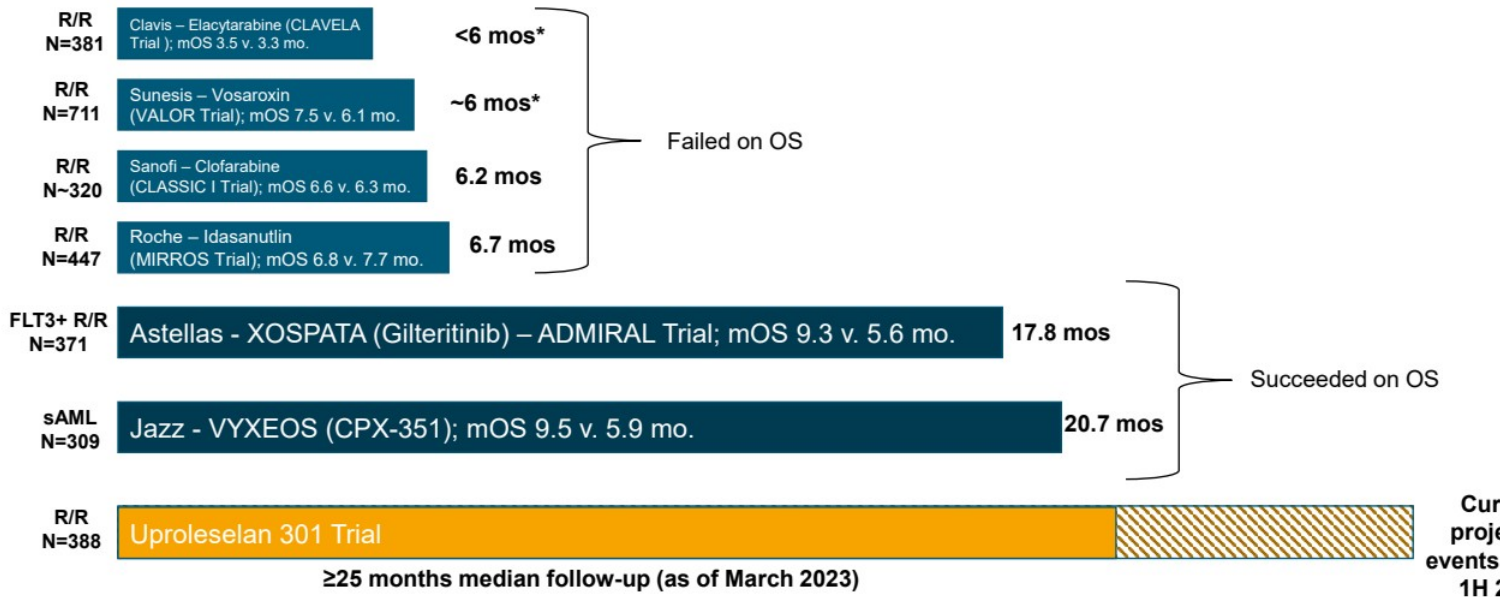 R/R
N=381
Clavis – Elacytarabine (CLAVELA
Trial ); mOS 3.5 v. 3.3 mo.
<6 mos*
R/R
N=711
Sunesis – Vosaroxin
(VALOR Trial); mOS 7.5 v. 6.1 mo.
~6 mos*
Failed on OS
R/R
N~320
Sanofi – Clofarabine
(CLASSIC I Trial); mOS 6.6 v. 6.3 mo.
6.2 mos
R/R
N=447
Roche – Idasanutlin
(MIRROS Trial); mOS 6.8 v. 7.7 mo.
6.7 mos
FLT3+ R/R
N=371
Astellas - XOSPATA (Gilteritinib) – ADMIRAL Trial; mOS 9.3 v. 5.6 mo.
17.8 mos
Succeeded on OS
sAML
N=309
Jazz - VYXEOS (CPX-351); mOS 9.5 v. 5.9 mo.
20.7 mos
R/R
N=388
Uproleselan 301 Trial
≥25 months median follow-up (as of March 2023)
events
1H